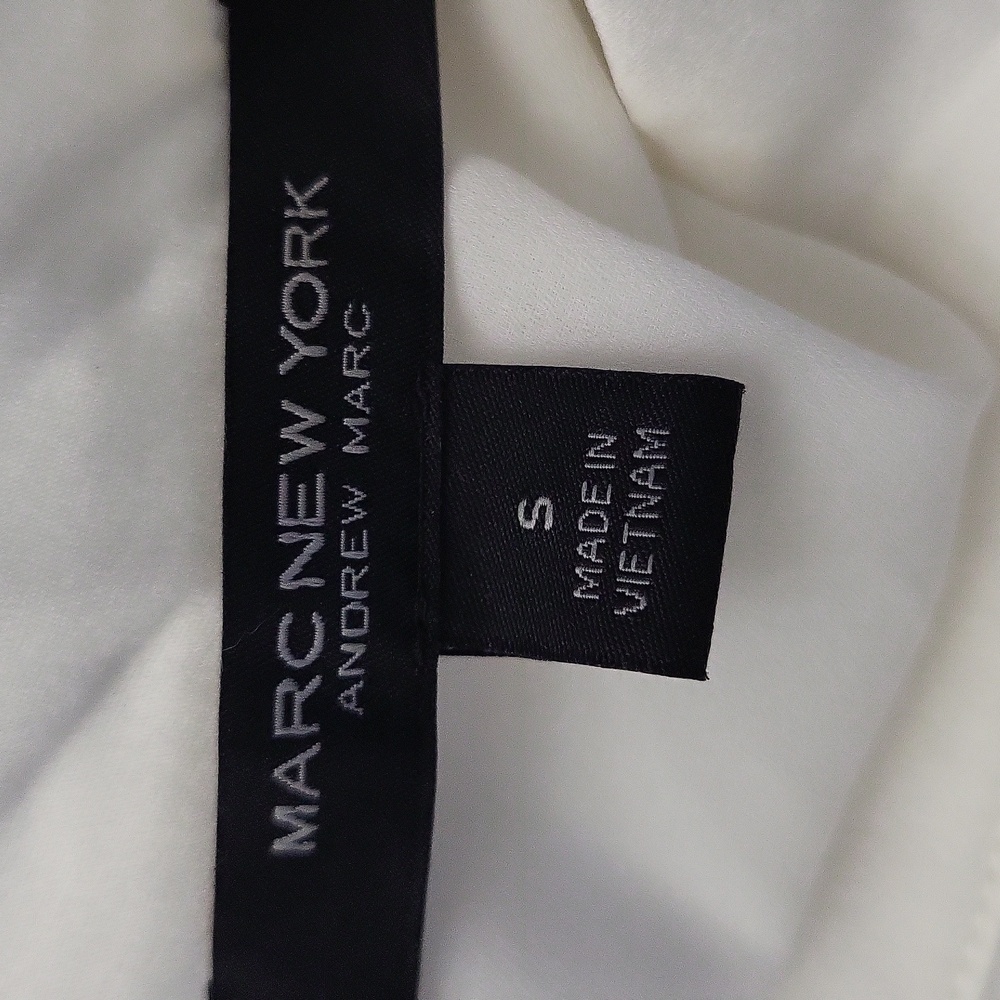 MARC NEW YORK
ANDREW MARC
S
MADE IN
VIETNAM